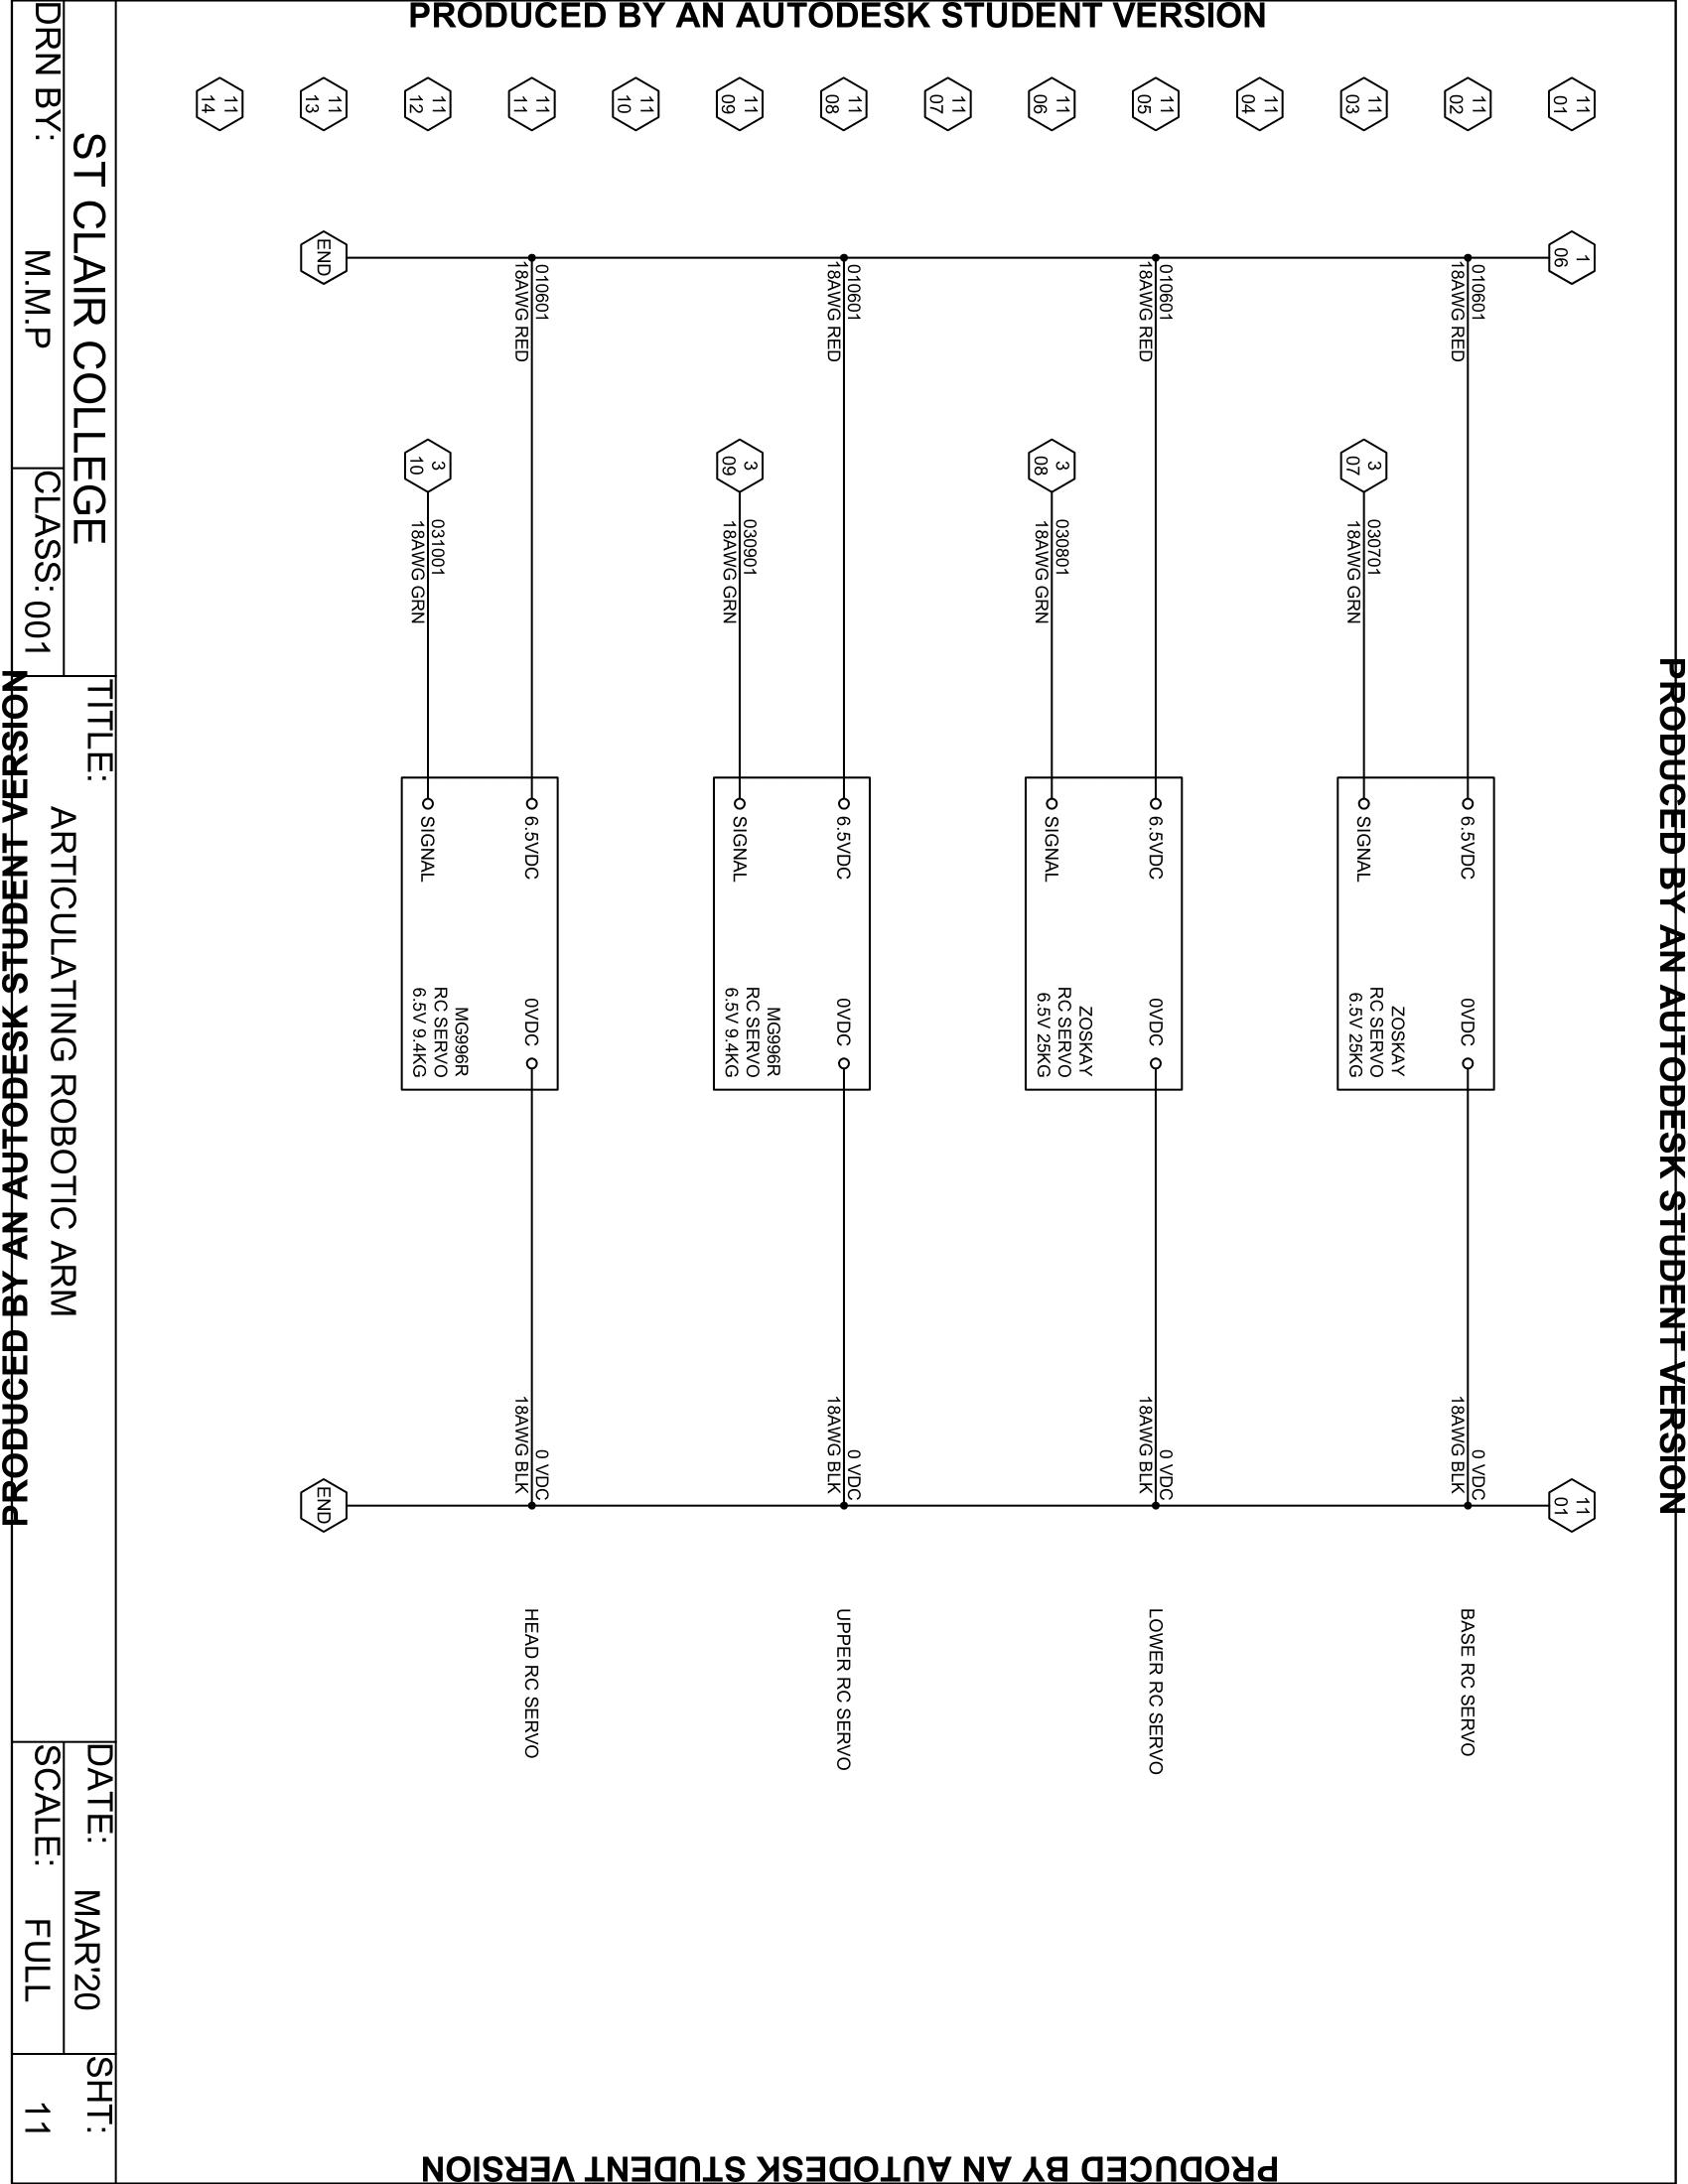 PRODUCED BY AN AUTODESK STUDENT VERSION
11
01
1
06
11
01
010601
18AWG RED
6.5VDC
0VDC
0 VDC
18AWG BLK
BASE RC SERVO
11
02
ZOSKAY
RC SERVO
6.5V 25KG
11
03
3
07
030701
18AWG GRN
SIGNAL
11
04
010601
18AWG RED
6.5VDC
0VDC
0 VDC
18AWG BLK
LOWER RC SERVO
11
05
ZOSKAY
RC SERVO
6.5V 25KG
11
06
3
08
030801
18AWG GRN
SIGNAL
11
07
010601
18AWG RED
6.5VDC
0VDC
0 VDC
18AWG BLK
UPPER RC SERVO
11
08
MG996R
RC SERVO
6.5V 9.4KG
11
09
3
09
030901
18AWG GRN
SIGNAL
11
10
010601
18AWG RED
6.5VDC
0VDC
0 VDC
18AWG BLK
HEAD RC SERVO
11
11
MG996R
RC SERVO
6.5V 9.4KG
11
12
3
10
031001
18AWG GRN
SIGNAL
11
13
END
END
11
14
ST CLAIR COLLEGE
TITLE:
ARTICULATING ROBOTIC ARM
DATE: MAR'20
SHT:
11
DRN BY: M.M.P
CLASS: 001
SCALE: FULL
PRODUCED BY AN AUTODESK STUDENT VERSION
PRODUCED BY AN AUTODESK STUDENT VERSION
PRODUCED BY AN AUTODESK STUDENT VERSION